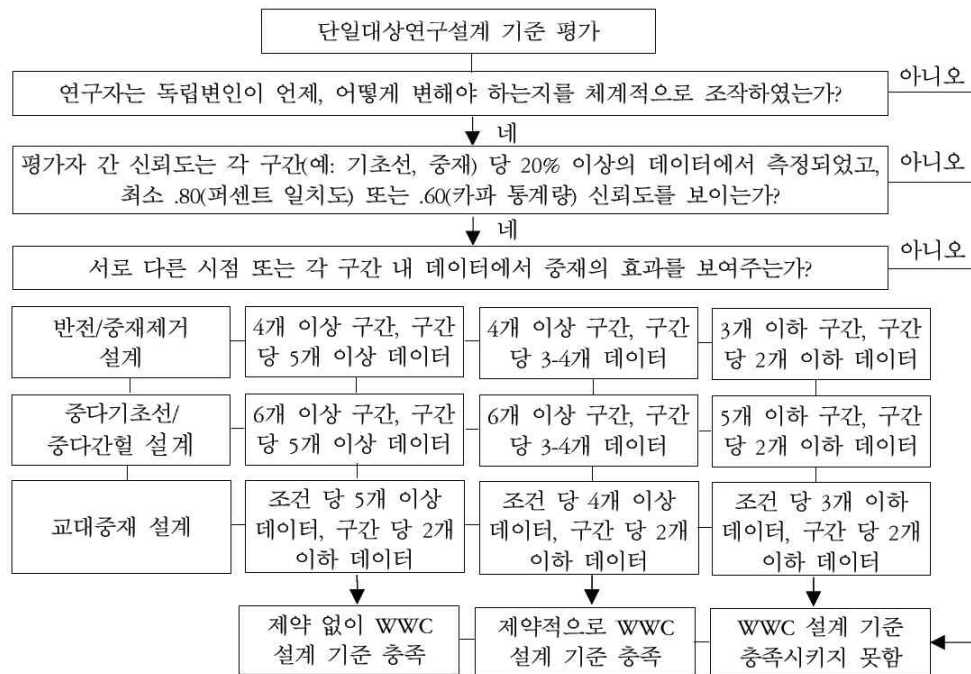 단일대상연구설계 기준 평가
연구자는 독립변인이 언제, 어떻게 변해야 하는지를 체계적으로 조작하였는가?
아니오
네
평가자 간 신뢰도는 각 구간(예: 기초선, 중재) 당 20% 이상의 데이터에서 측정되었고,
최소 .80(퍼센트 일치도) 또는 .60(카파 통계량) 신뢰도를 보이는가?
아니오
네
서로 다른 시점 또는 각 구간 내 데이터에서 중재의 효과를 보여주는가?
아니오
반전/중재제거
설계
4개 이상 구간, 구간
당 5개 이상 데이터
4개 이상 구간, 구간
당 3-4개 데이터
3개 이하 구간, 구간
당 2개 이하 데이터
중다기초선/
중다간헐 설계
6개 이상 구간, 구간
당 5개 이상 데이터
6개 이상 구간, 구간
당 3-4개 데이터
5개 이하 구간, 구간
당 2개 이하 데이터
교대중재 설계
조건 당 5개 이상
데이터, 구간 당 2개
이하 데이터
조건 당 4개 이상
데이터, 구간 당 2개
이하 데이터
조건 당 3개 이하
데이터, 구간 당 2개
이하 데이터
제약 없이 WWC
설계 기준 충족
제약적으로 WWC
설계 기준 충족
WWC 설계 기준
충족시키지 못함